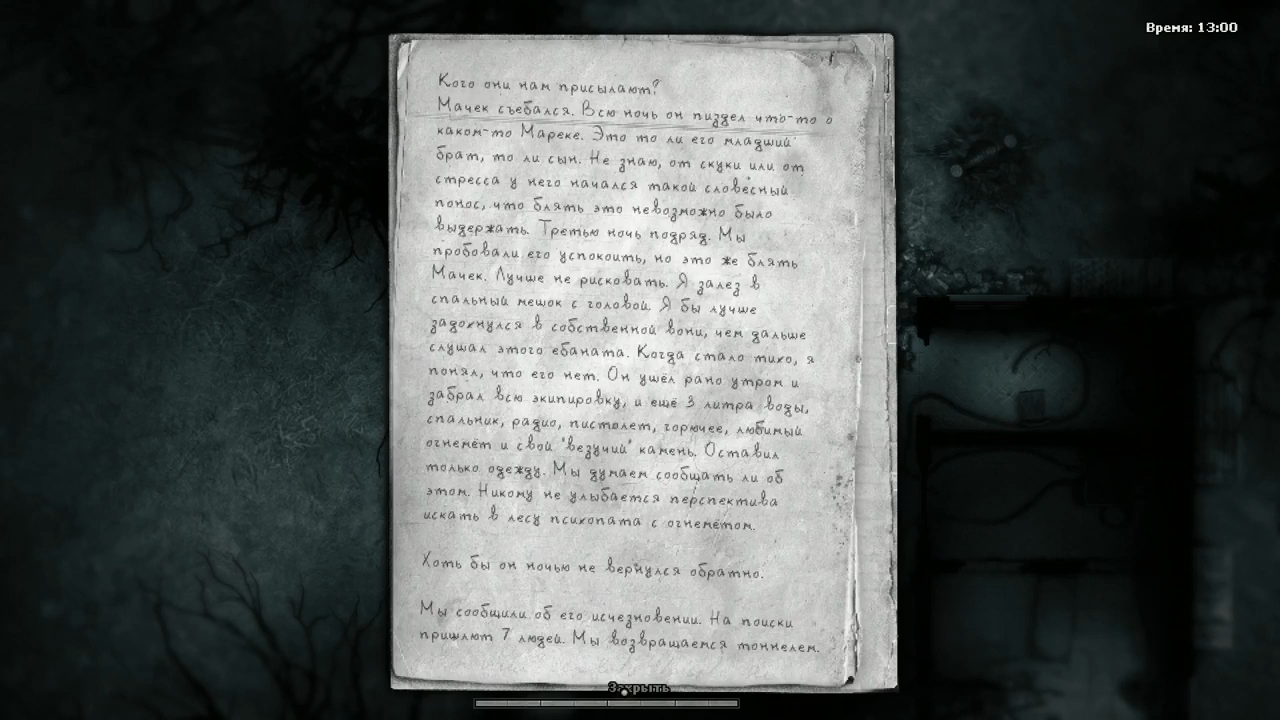 Время: 13:00
Кого они нам присылают?
Мачек съебался. Всю ночь он пиздел что-то о
каком-то Мареке. Это то ли его младший
брат, то ли сын. Не знаю, от скуки или от
стресса у него начался такой словесный
понос, что блять это невозможно было
выдержать. Третью ночь подряд. Мы
пробовали его успокоить, но это же блять
Мачек. Лучше не рисковать. Я залез в
спальный мешок с головой. Я бы лучше
задохнулся в собственной вони, чем дальше
слушал этого ебаната. Когда стало тихо, я
понял, что его нет. Он ушёл рано утром и
забрал всю экипировку, и ещё 3 литра воды,
спальник, радио, пистолет, горючее, любимый
огнемёт и свой "везучий" камень. Оставил
только одежду. Мы думаем сообщать ли об
этом. Никому не улыбается перспектива
искать в лесу психопата с огнемётом.
Хоть бы он ночью не вернулся обратно.
Мы сообщили об его исчезновении. На поиски
пришлют 7 людей. Мы возвращаемся тоннелем.
Закрыть